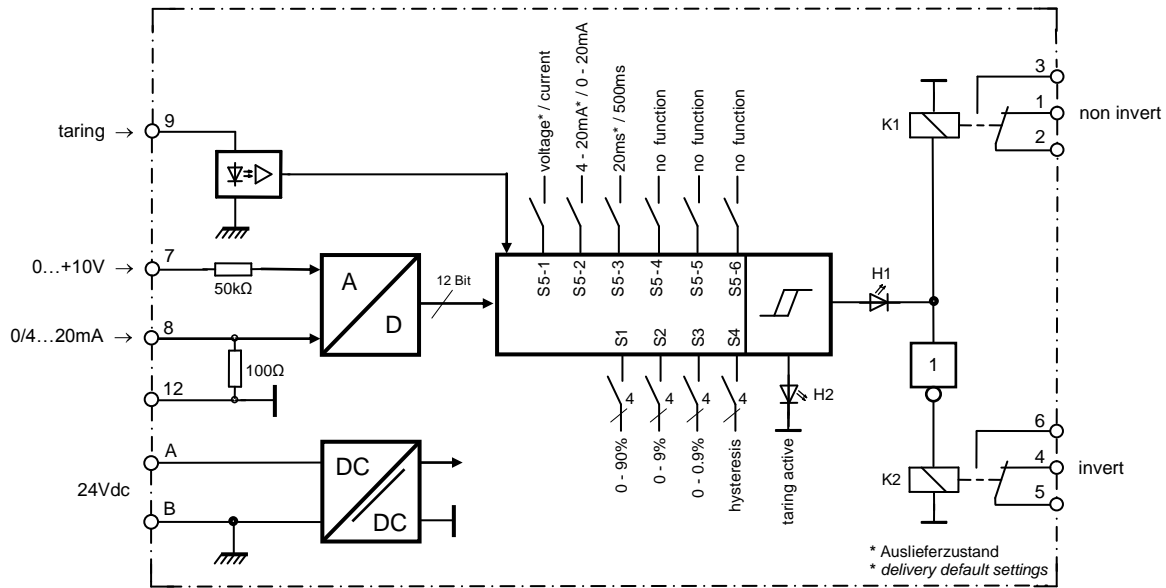 taring →
9
0…+10V →
7
50kΩ
0/4…20mA →
8
100Ω
12
A
D
12 Bit
24Vdc
A
B
DC
DC
voltage* / current
4 - 20mA* / 0 - 20mA
20ms* / 500ms
no function
no function
no function
S5-1
S5-2
S5-3
S5-4
S5-5
S5-6
S1
S2
S3
S4
4
4
4
4
0 - 90%
0 - 9%
0 - 0.9%
hysteresis
H2
taring active
H1
1
K1
3
1
2
non invert
K2
6
4
5
invert
* Auslieferzustand
* delivery default settings